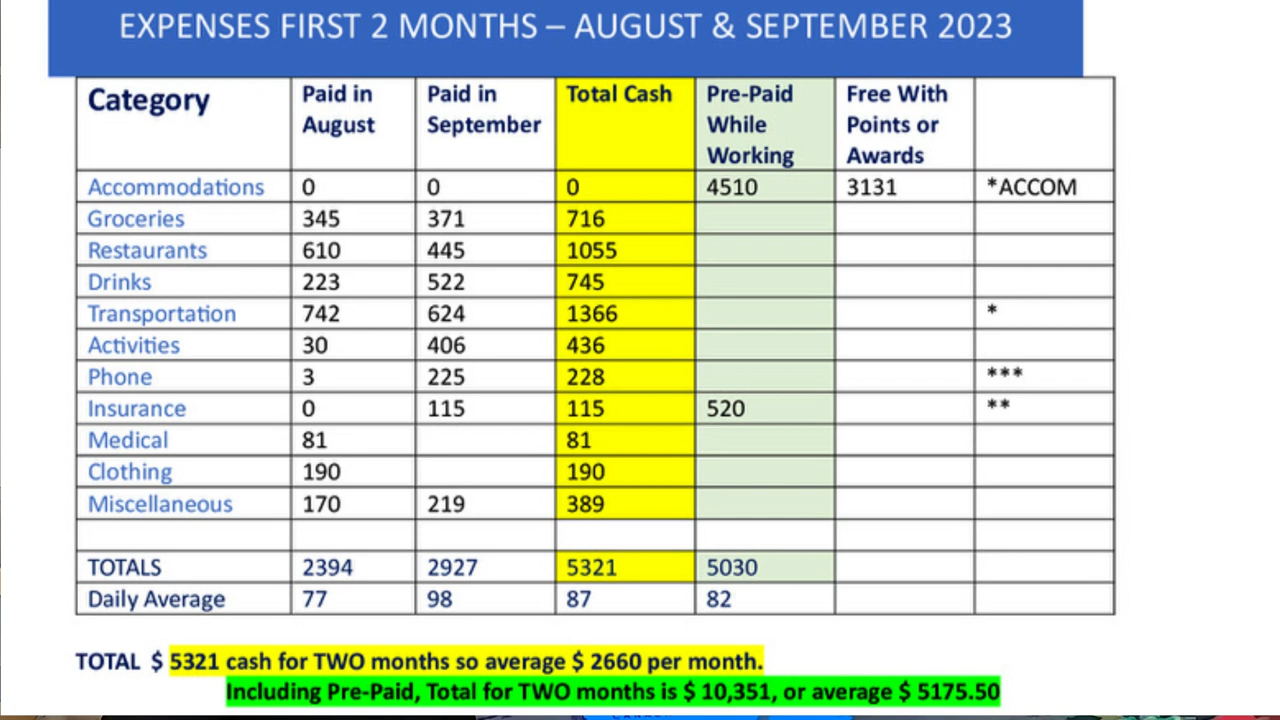 EXPENSES FIRST 2 MONTHS – AUGUST & SEPTEMBER 2023
Category Paid in August Paid in September Total Cash Pre-Paid While Working Free With Points or Awards
Accommodations 0 0 0 4510 3131 *ACCOM
Groceries 345 371 716
Restaurants 610 445 1055
Drinks 223 522 745
Transportation 742 624 1366 *
Activities 30 406 436
Phone 3 225 228 ***
Insurance 0 115 115 520 **
Medical 81 81
Clothing 190 190
Miscellaneous 170 219 389
TOTALS 2394 2927 5321 5030
Daily Average 77 98 87 82
TOTAL $ 5321 cash for TWO months so average $ 2660 per month.
Including Pre-Paid, Total for TWO months is $ 10,351, or average $ 5175.50